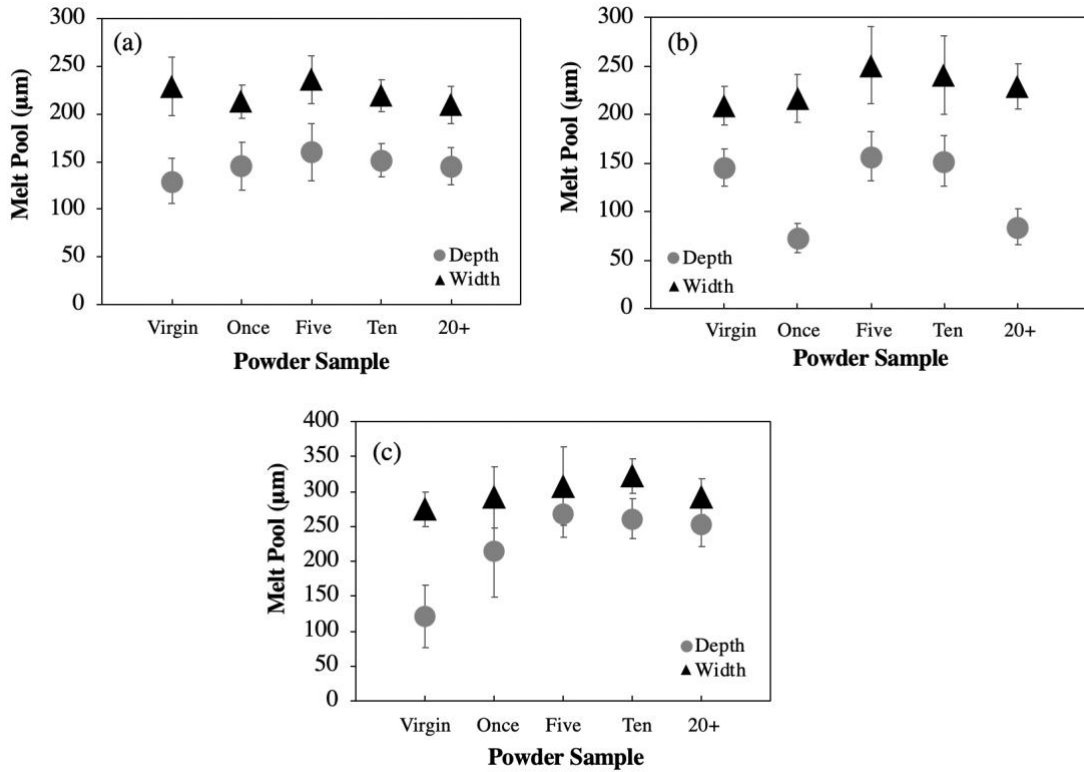 (a)
300
250
200
150
100
50
0
Melt Pool (µm)
Depth
Width
Virgin Once Five Ten 20+
Powder Sample
(b)
300
250
200
150
100
50
0
Melt Pool (µm)
Depth
Width
Virgin Once Five Ten 20+
Powder Sample
(c)
400
350
300
250
200
150
100
50
0
Melt Pool (µm)
Depth
Width
Virgin Once Five Ten 20+
Powder Sample